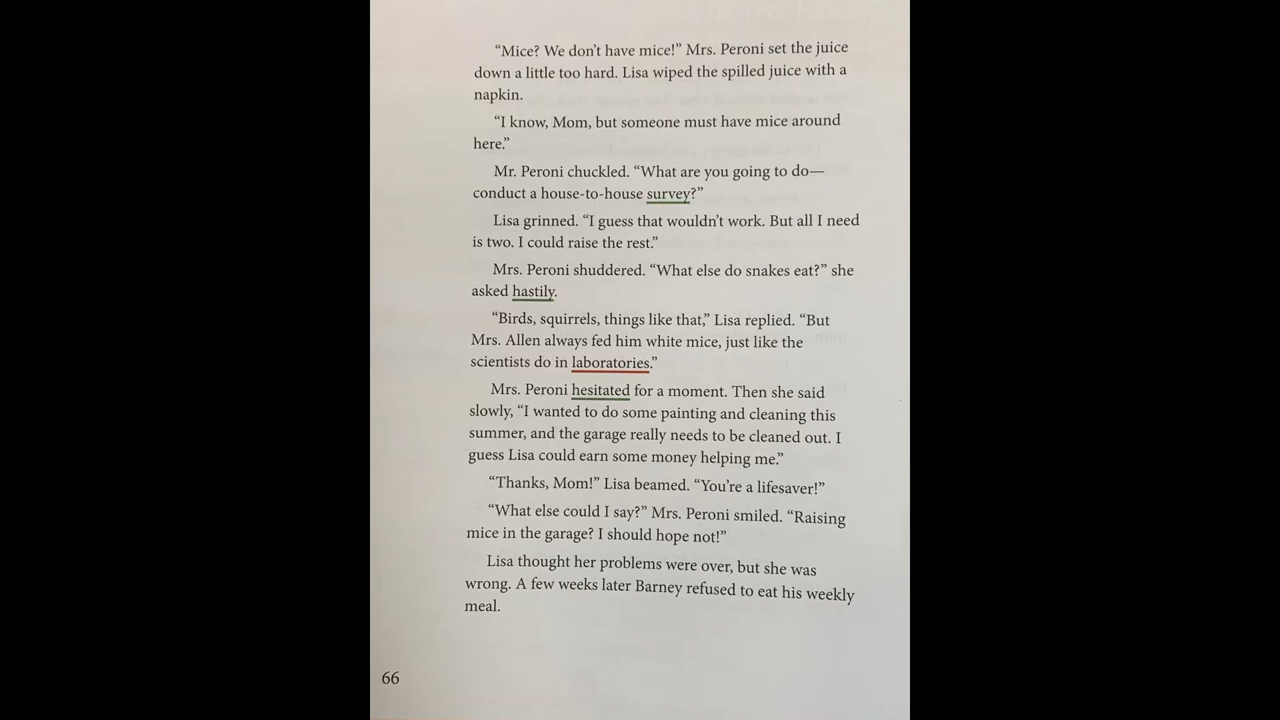 “Mice? We don’t have mice!” Mrs. Peroni set the juice
down a little too hard. Lisa wiped the spilled juice with a
napkin.
“I know, Mom, but someone must have mice around
here.”
Mr. Peroni chuckled. “What are you going to do—
conduct a house-to-house survey?”
Lisa grinned. “I guess that wouldn’t work. But all I need
is two. I could raise the rest.”
Mrs. Peroni shuddered. “What else do snakes eat?” she
asked hastily.
“Birds, squirrels, things like that,” Lisa replied. “But
Mrs. Allen always fed him white mice, just like the
scientists do in laboratories.”
Mrs. Peroni hesitated for a moment. Then she said
slowly, “I wanted to do some painting and cleaning this
summer, and the garage really needs to be cleaned out. I
guess Lisa could earn some money helping me.”
“Thanks, Mom!” Lisa beamed. “You’re a lifesaver!”
“What else could I say?” Mrs. Peroni smiled. “Raising
mice in the garage? I should hope not!”
Lisa thought her problems were over, but she was
wrong. A few weeks later Barney refused to eat his weekly
meal.
66